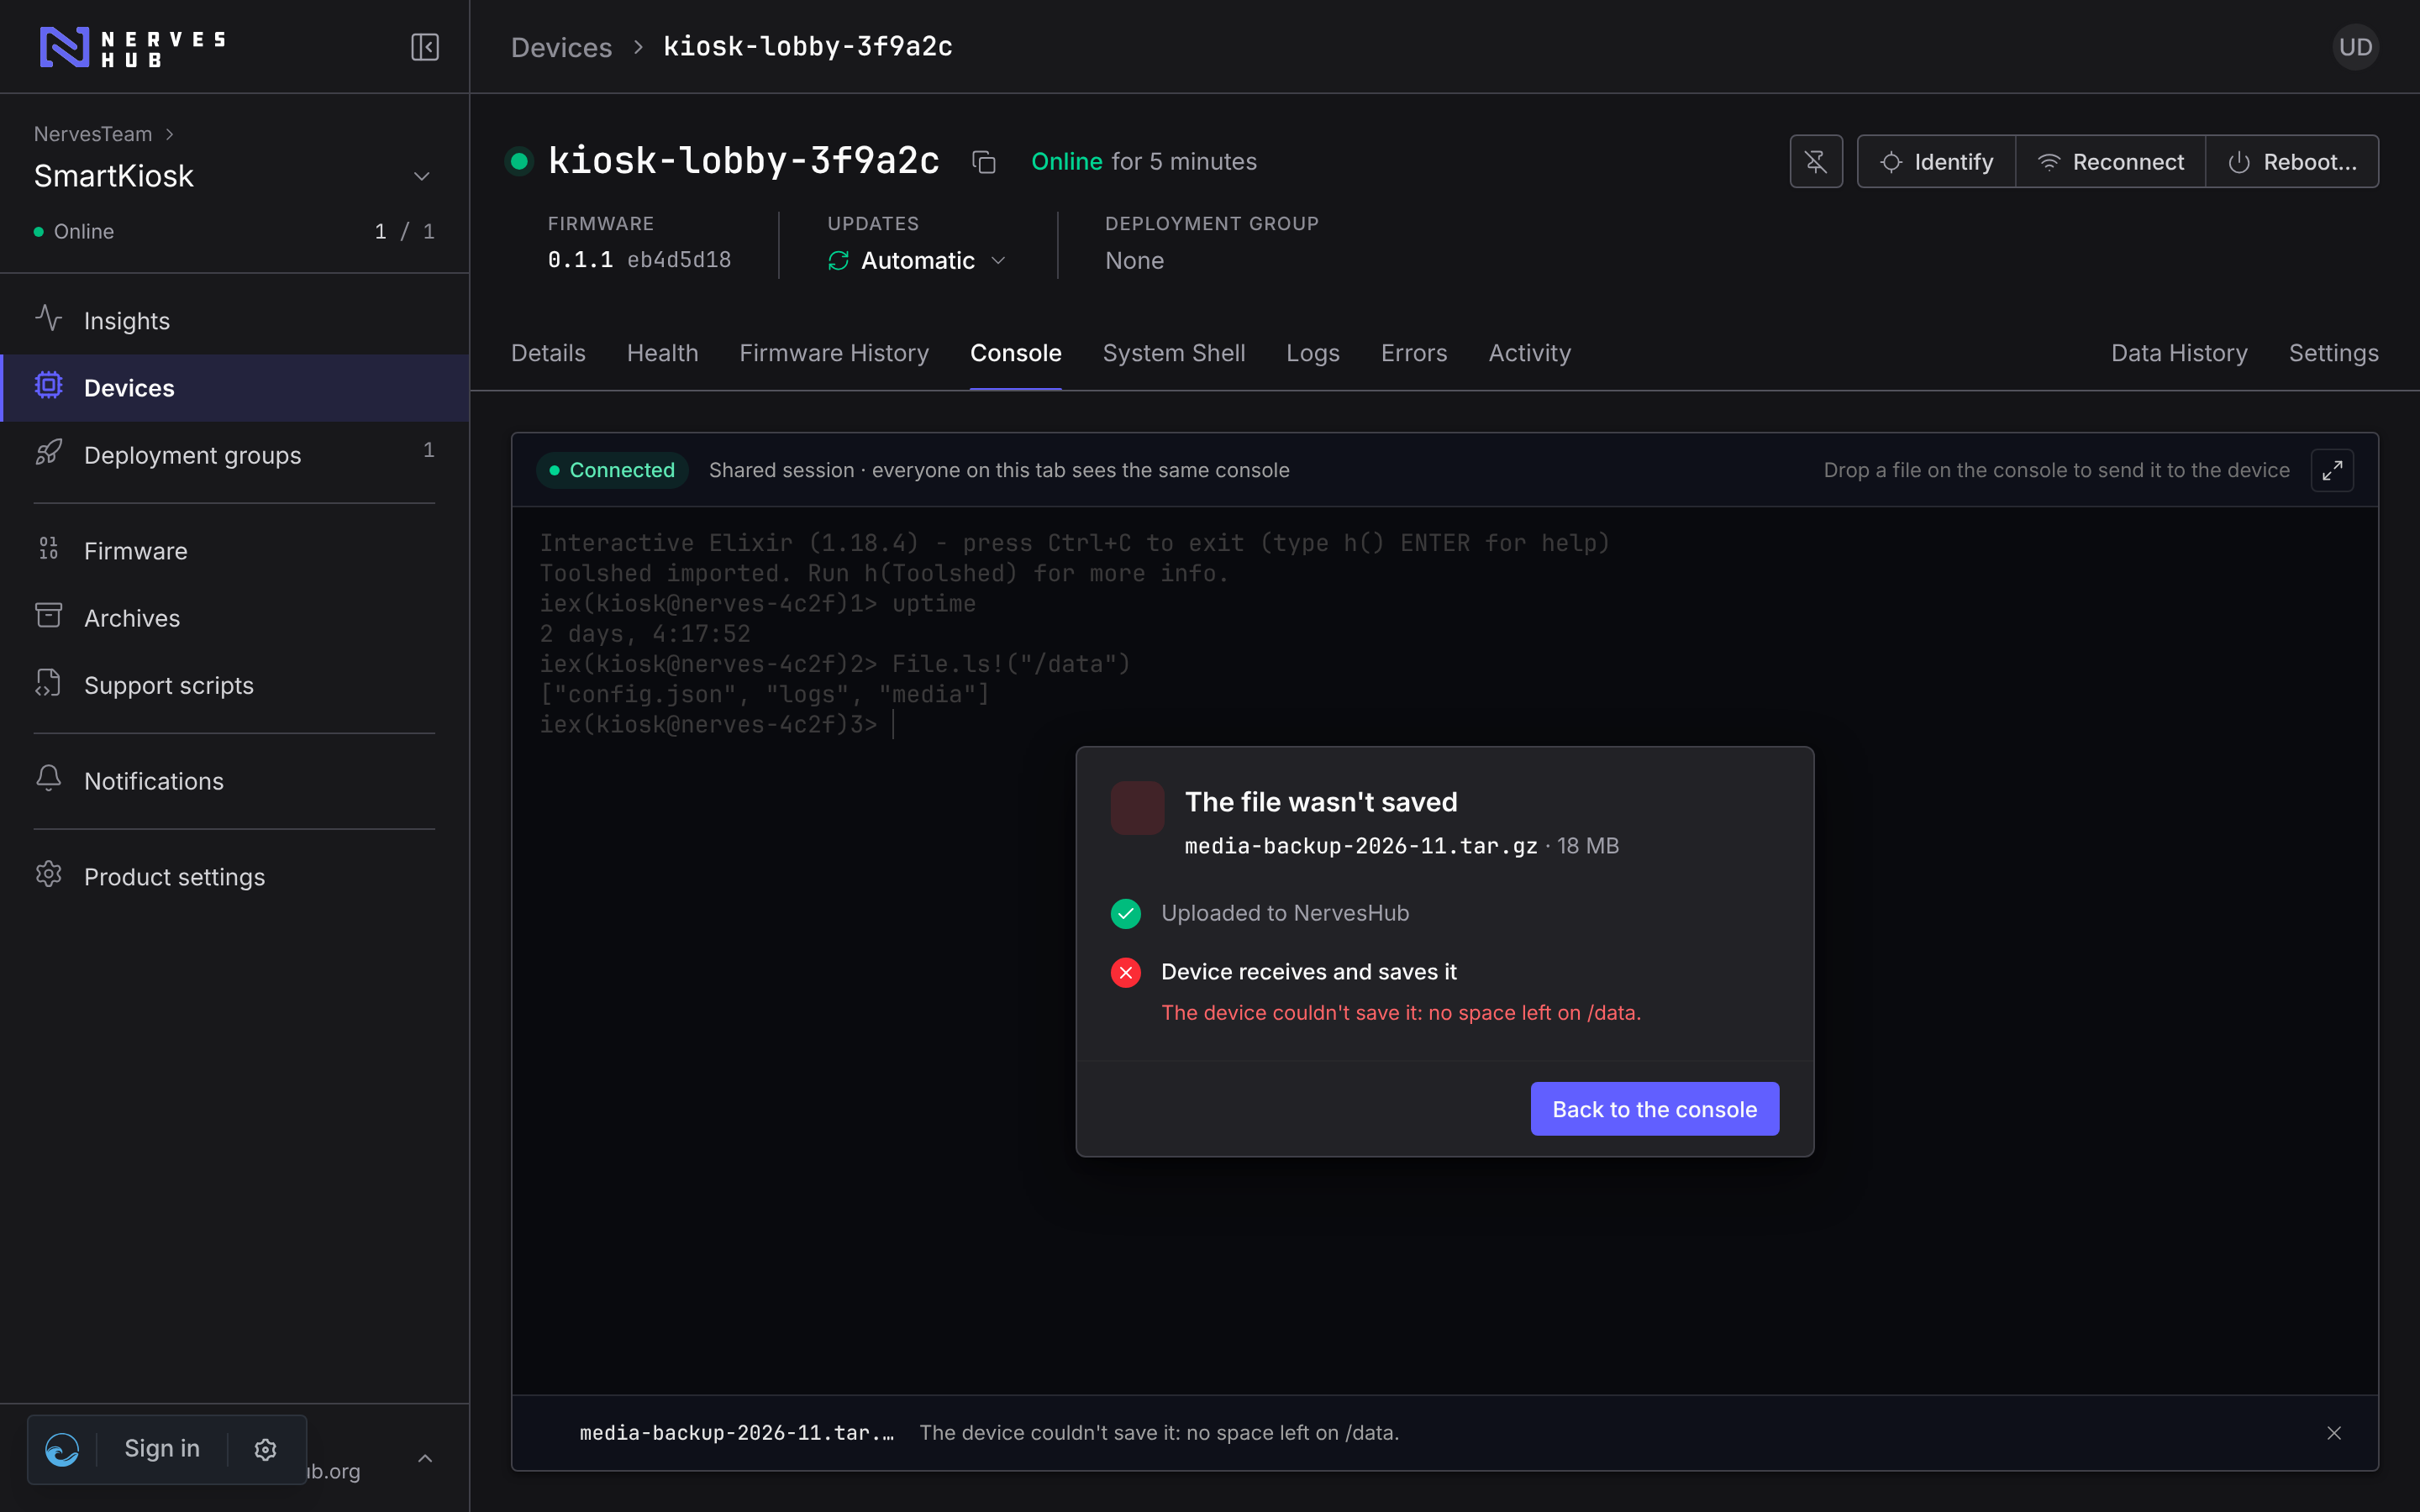 NERVES
HUB
Devices > kiosk-lobby-3f9a2c
UD
NervesTeam >
SmartKiosk
Online 1 / 1
Insights
Devices
Deployment groups 1
Firmware
Archives
Support scripts
Notifications
Product settings
Sign in
ub.org
kiosk-lobby-3f9a2c Online for 5 minutes
Identify Reconnect Reboot...
FIRMWARE
0.1.1 eb4d5d18
UPDATES
Automatic
DEPLOYMENT GROUP
None
Details Health Firmware History Console System Shell Logs Errors Activity Data History Settings
Connected Shared session · everyone on this tab sees the same console Drop a file on the console to send it to the device
Interactive Elixir (1.18.4) - press Ctrl+C to exit (type h() ENTER for help)
Toolshed imported. Run h(Toolshed) for more info.
iex(kiosk@nerves-4c2f)1> uptime
2 days, 4:17:52
iex(kiosk@nerves-4c2f)2> File.ls!("/data")
["config.json", "logs", "media"]
iex(kiosk@nerves-4c2f)3>
The file wasn't saved
media-backup-2026-11.tar.gz · 18 MB
Uploaded to NervesHub
Device receives and saves it
The device couldn't save it: no space left on /data.
Back to the console
media-backup-2026-11.tar.… The device couldn't save it: no space left on /data.